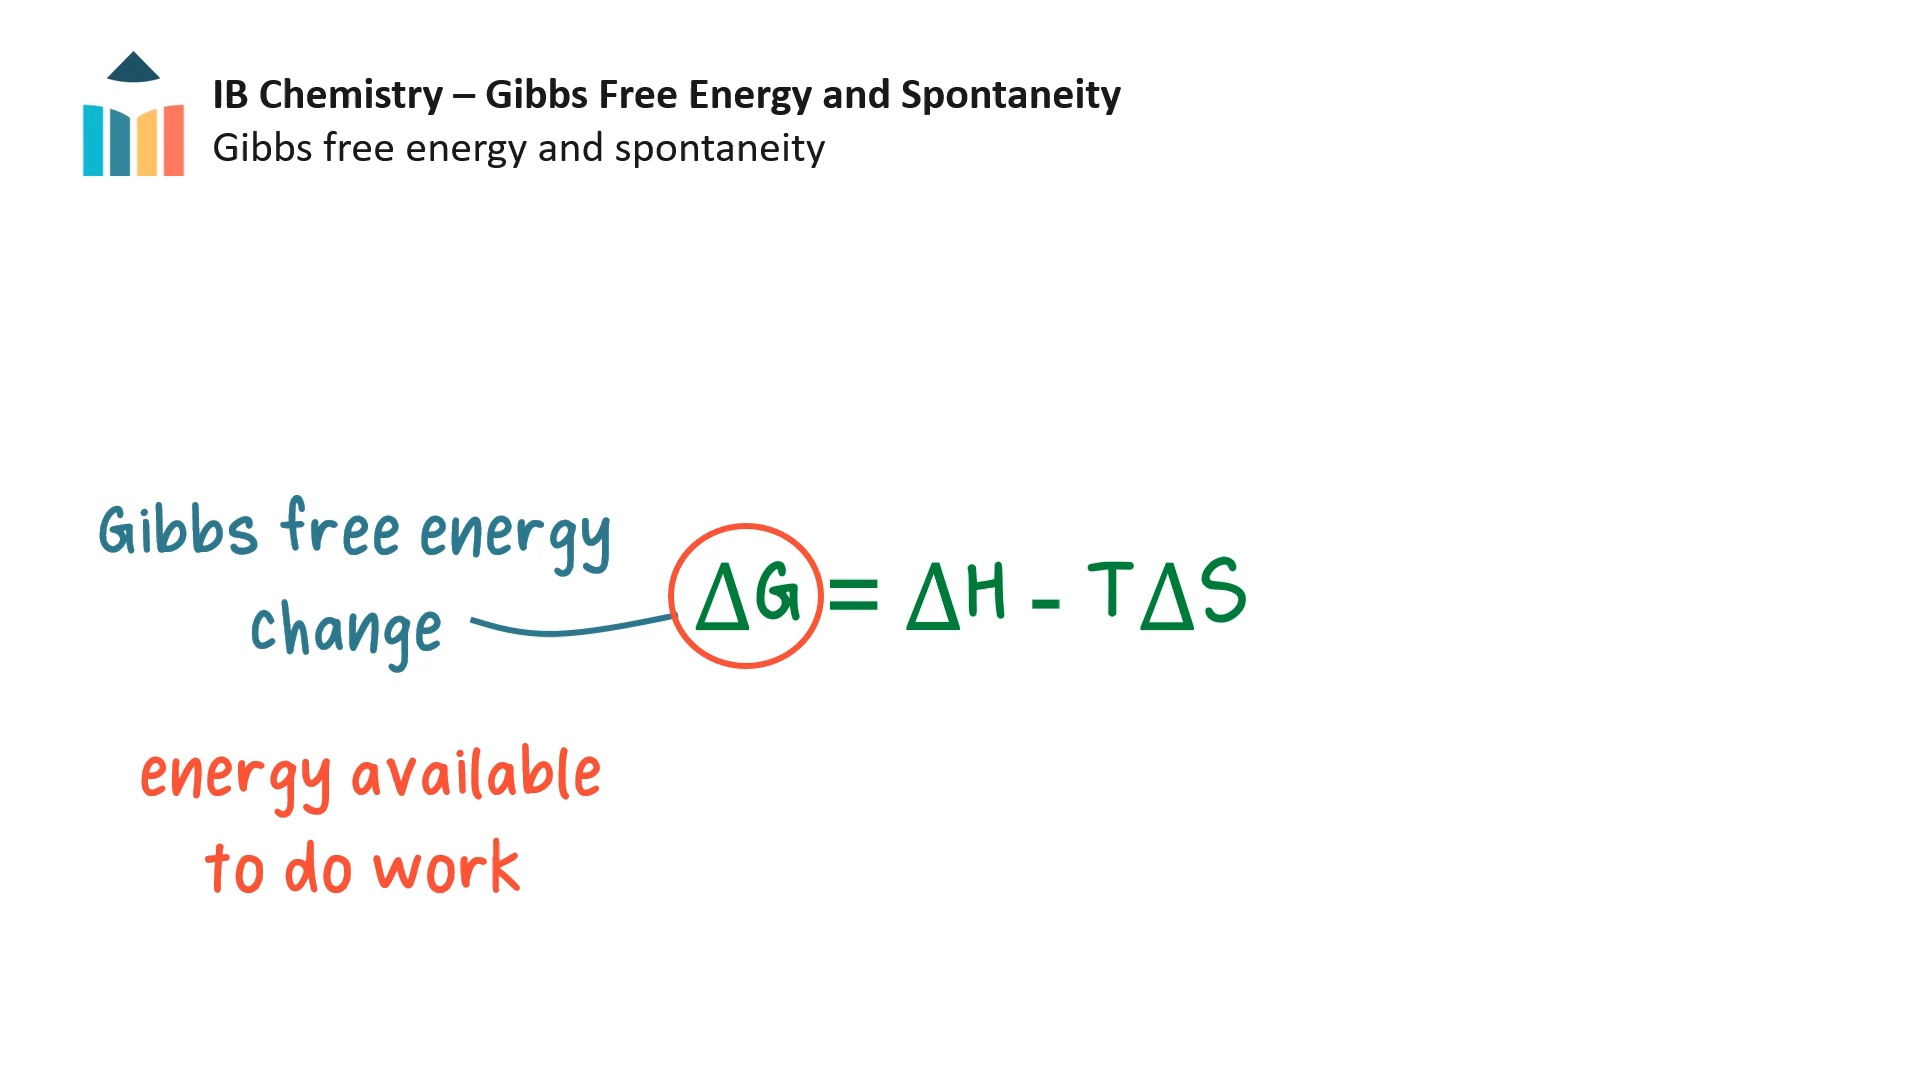 IB Chemistry – Gibbs Free Energy and Spontaneity
Gibbs free energy and spontaneity
Gibbs free energy
change
ΔG = ΔH - TΔS
energy available
to do work